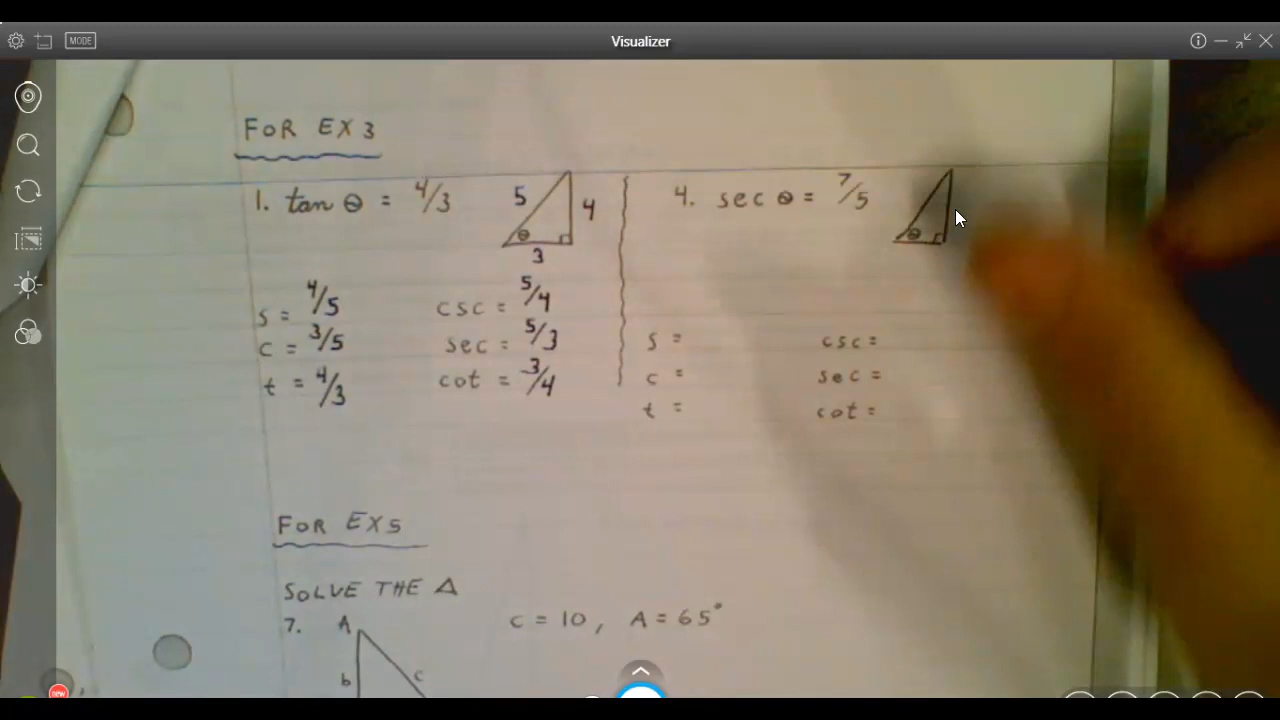 MODE
Visualizer
FOR EX 3
1. tan θ = 4/3
5
4
θ
3
s = 4/5
csc = 5/4
c = 3/5
sec = 5/3
t = 4/3
cot = 3/4
4. sec θ = 7/5
θ
s =
csc =
c =
sec =
t =
cot =
FOR EX5
SOLVE THE Δ
7.
A
c = 10, A = 65°
b
c
new